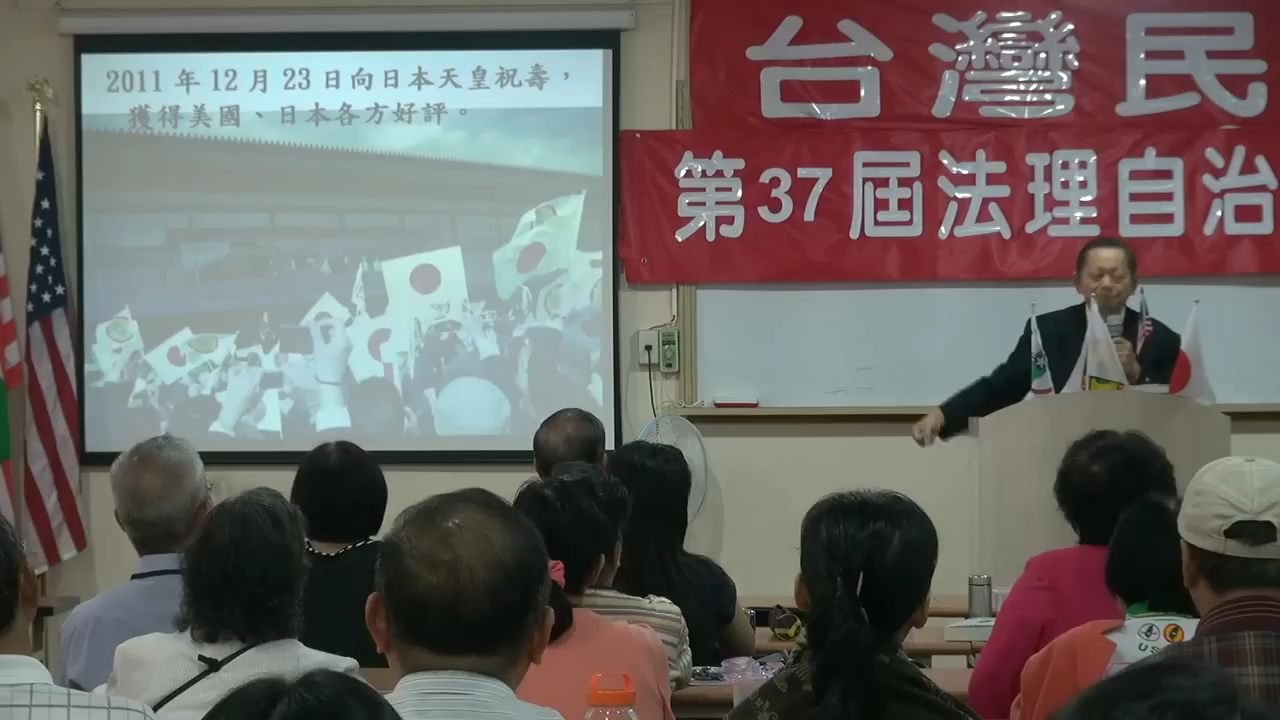 2011 年 12 月 23 日向日本天皇祝壽，
獲得美國、日本各方好評。
台灣民
第37屆法理自治
US